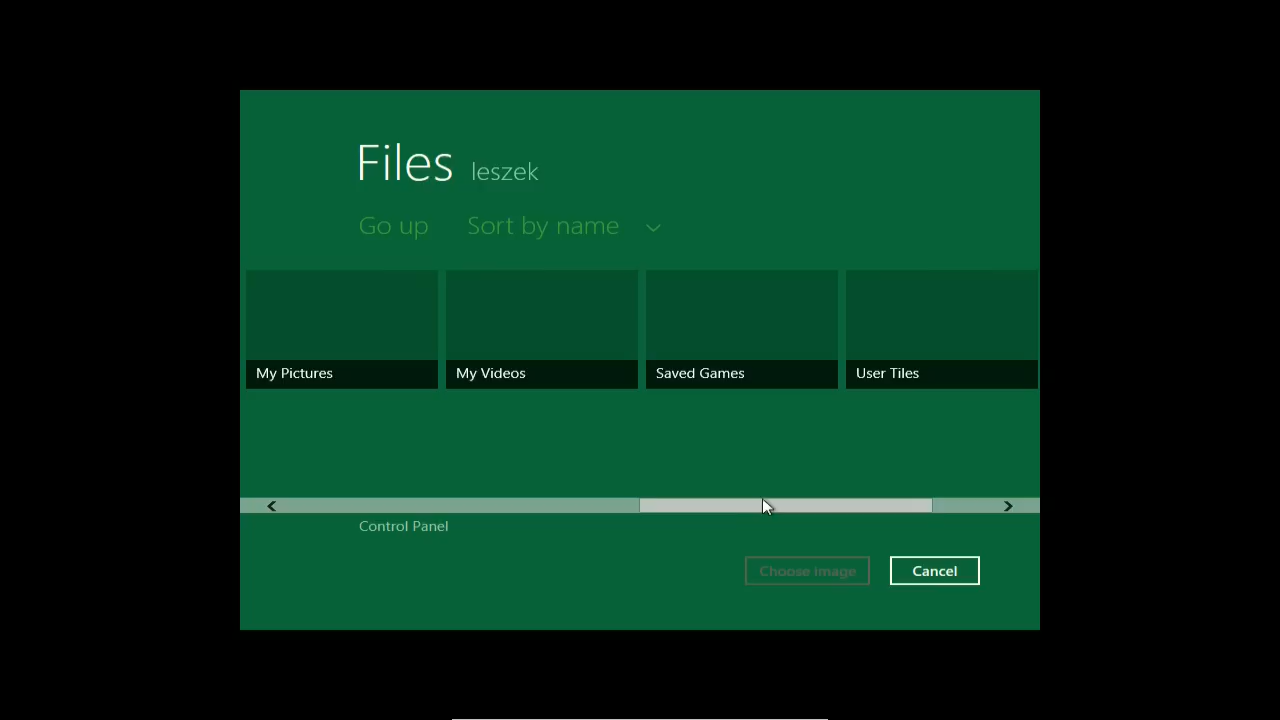 Files leszek
Go up Sort by name
My Pictures My Videos Saved Games User Tiles
Control Panel
Choose image Cancel